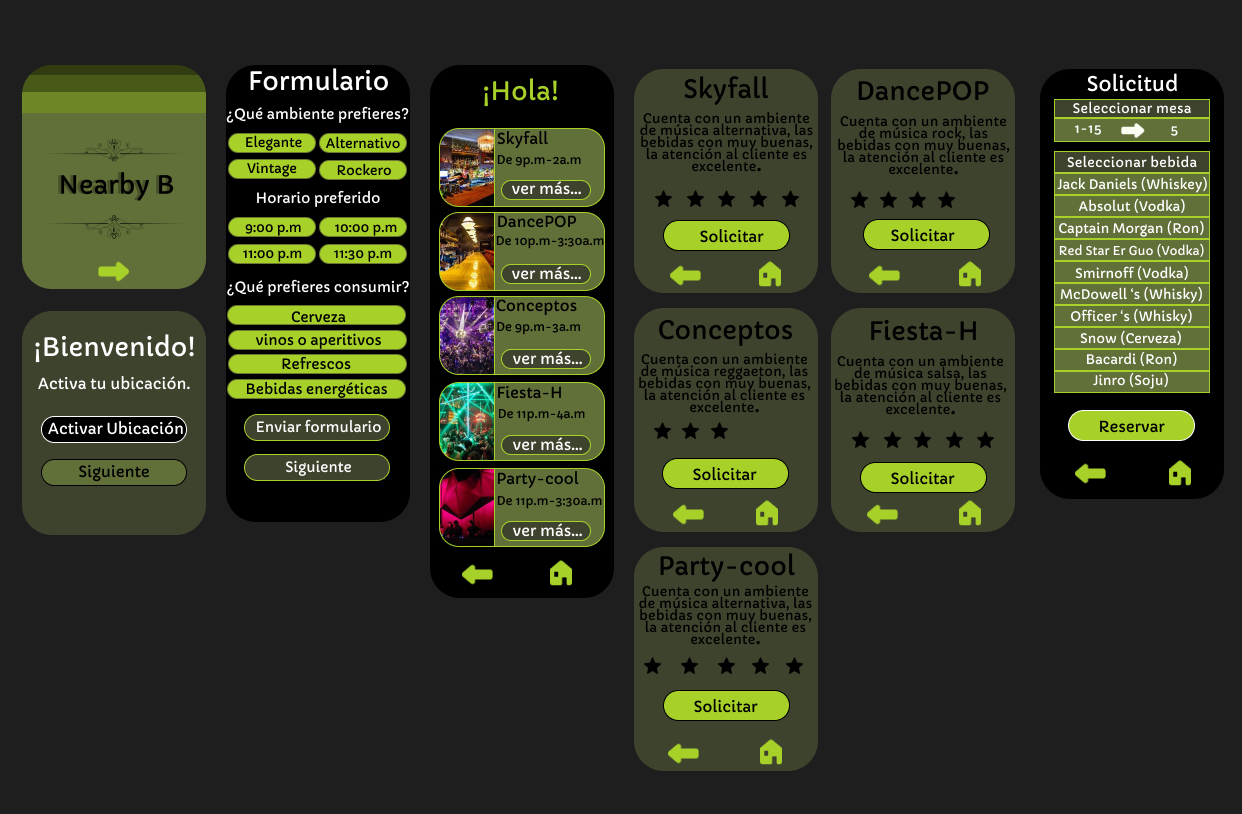 Nearby B
¡Bienvenido!
Activa tu ubicación.
Activar Ubicación
Siguiente
Formulario
¿Qué ambiente prefieres?
Elegante
Alternativo
Vintage
Rockero
Horario preferido
9:00 p.m
10:00 p.m
11:00 p.m
11:30 p.m
¿Qué prefieres consumir?
Cerveza
vinos o aperitivos
Refrescos
Bebidas energéticas
Enviar formulario
Siguiente
¡Hola!
Skyfall
De 9p.m-2a.m
ver más...
DancePOP
De 10p.m-3:30a.m
ver más...
Conceptos
De 9p.m-3a.m
ver más...
Fiesta-H
De 11p.m-4a.m
ver más...
Party-cool
De 11p.m-3:30a.m
ver más...
Skyfall
Cuenta con un ambiente
de música alternativa, las
bebidas con muy buenas,
la atención al cliente es
excelente.
Solicitar
DancePOP
Cuenta con un ambiente
de música rock, las
bebidas con muy buenas,
la atención al cliente es
excelente.
Solicitar
Conceptos
Cuenta con un ambiente
de música reggaeton, las
bebidas con muy buenas,
la atención al cliente es
excelente.
Solicitar
Fiesta-H
Cuenta con un ambiente
de música salsa, las
bebidas con muy buenas,
la atención al cliente es
excelente.
Solicitar
Party-cool
Cuenta con un ambiente
de música alternativa, las
bebidas con muy buenas,
la atención al cliente es
excelente.
Solicitar
Solicitud
Seleccionar mesa
1-15 5
Seleccionar bebida
Jack Daniels (Whiskey)
Absolut (Vodka)
Captain Morgan (Ron)
Red Star Er Guo (Vodka)
Smirnoff (Vodka)
McDowell ‘s (Whisky)
Officer ‘s (Whisky)
Snow (Cerveza)
Bacardi (Ron)
Jinro (Soju)
Reservar